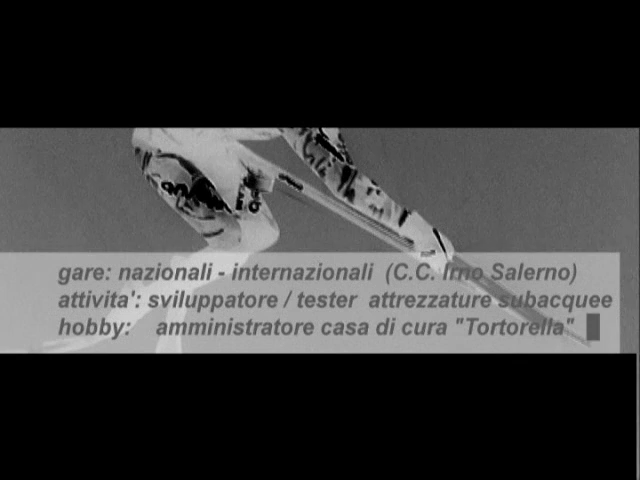 gare: nazionali - internazionali (C.C. Irno Salerno)
attivita': sviluppatore / tester attrezzature subacquee
hobby: amministratore casa di cura "Tortorella"